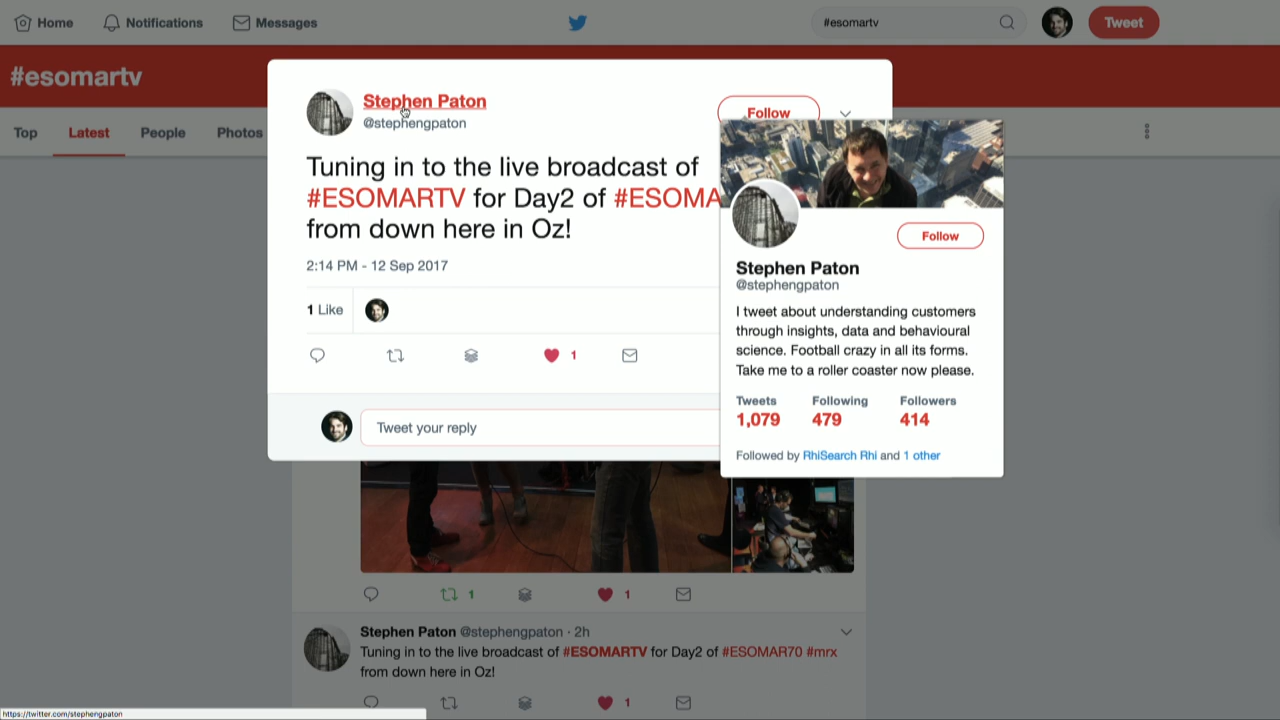 Home
Notifications
Messages
#esomartv
Tweet
#esomartv
Top
Latest
People
Photos
Stephen Paton
@stephengpaton
Follow
Tuning in to the live broadcast of
#ESOMARTV for Day2 of #ESOMA
from down here in Oz!
2:14 PM - 12 Sep 2017
1 Like
1
Tweet your reply
Follow
Stephen Paton
@stephengpaton
I tweet about understanding customers
through insights, data and behavioural
science. Football crazy in all its forms.
Take me to a roller coaster now please.
Tweets Following Followers
1,079 479 414
Followed by RhiSearch Rhi and 1 other
1 1
Stephen Paton @stephengpaton · 2h
Tuning in to the live broadcast of #ESOMARTV for Day2 of #ESOMAR70 #mrx
from down here in Oz!
1
https://twitter.com/stephengpaton